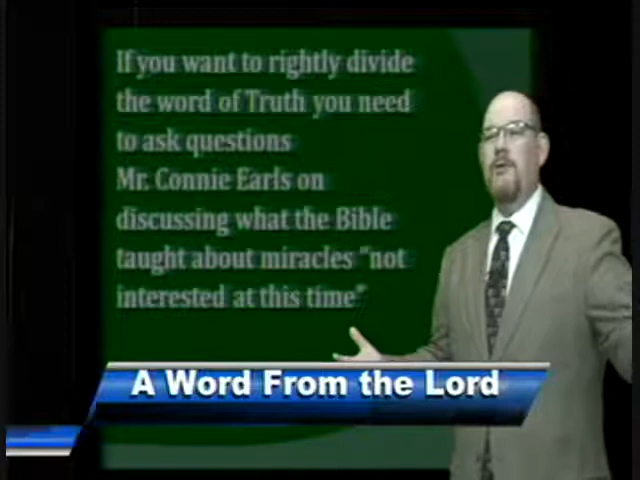 If you want to rightly divide
the word of Truth you need
to ask questions
Mr. Connie Earls on
discussing what the Bible
taught about miracles "not
interested at this time"
A Word From the Lord